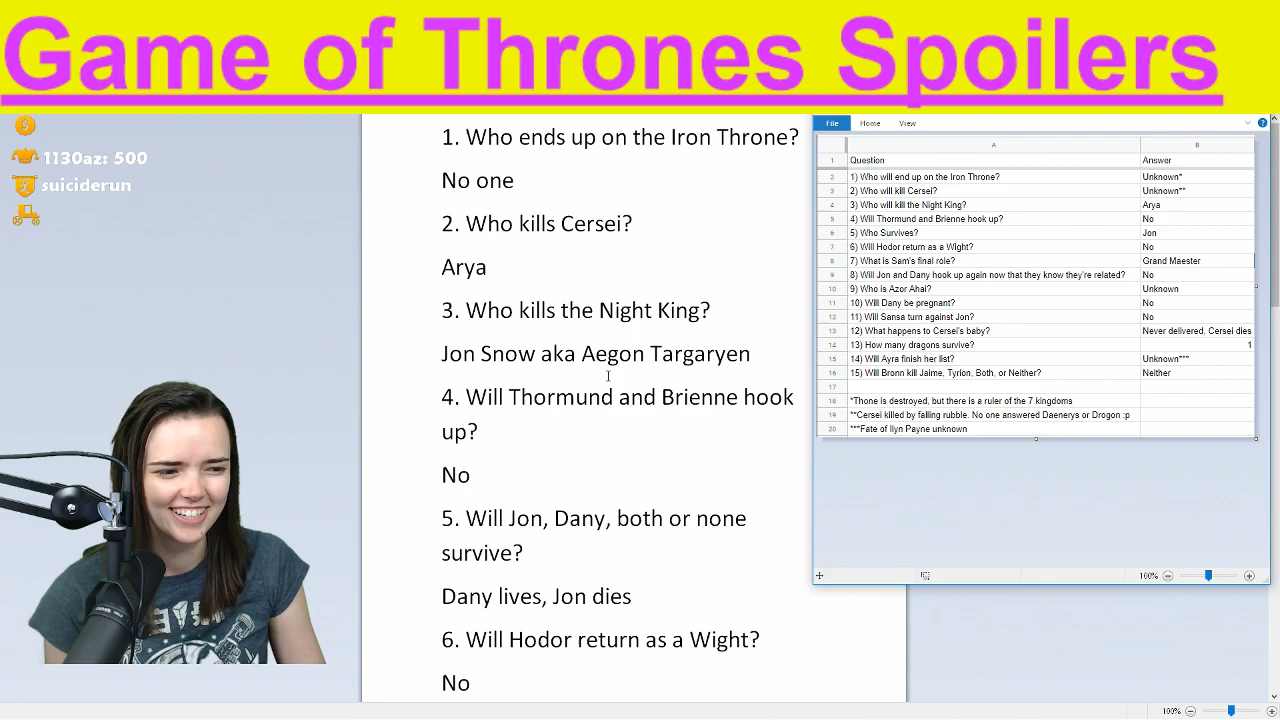 Game of Thrones Spoilers
1130az: 500
suiciderun
1. Who ends up on the Iron Throne?
No one
2. Who kills Cersei?
Arya
3. Who kills the Night King?
Jon Snow aka Aegon Targaryen
4. Will Thormund and Brienne hook
up?
No
5. Will Jon, Dany, both or none
survive?
Dany lives, Jon dies
6. Will Hodor return as a Wight?
No
File Home View
A B
1 Question Answer
2 1) Who will end up on the Iron Throne? Unknown*
3 2) Who will kill Cersei? Unknown**
4 3) Who will kill the Night King? Arya
5 4) Will Thormund and Brienne hook up? No
6 5) Who Survives? Jon
7 6) Will Hodor return as a Wight? No
8 7) What is Sam's final role? Grand Maester
9 8) Will Jon and Dany hook up again now that they know they're related? No
10 9) Who is Azor Ahai? Unknown
11 10) Will Dany be pregnant? No
12 11) Will Sansa turn against Jon? No
13 12) What happens to Cersei's baby? Never delivered, Cersei dies
14 13) How many dragons survive? 1
15 14) Will Ayra finish her list? Unknown***
16 15) Will Bronn kill Jaime, Tyrion, Both, or Neither? Neither
17
18 *Thone is destroyed, but there is a ruler of the 7 kingdoms
19 **Cersei killed by falling rubble. No one answered Daenerys or Drogon :p
20 ***Fate of Ilyn Payne unknown
100%
100%